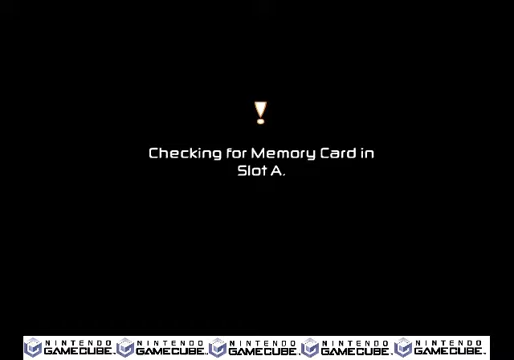 !
Checking for Memory Card in
Slot A.
NINTENDO GAMECUBE. NINTENDO GAMECUBE. NINTENDO GAMECUBE. NINTENDO GAMECUBE. NINTENDO GAMECUBE.